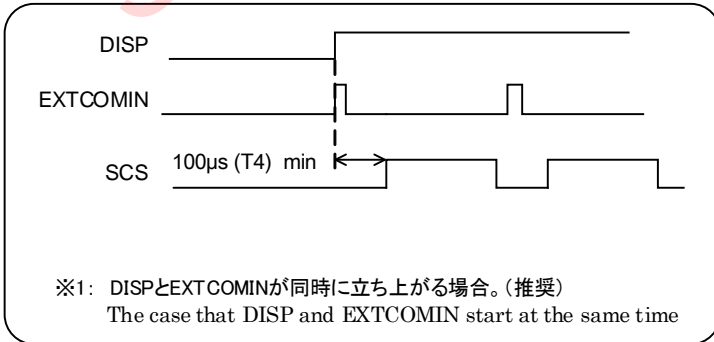 DISP
EXTCOMIN
SCS
100µs (T4) min
※1: DISPとEXTCOMINが同時に立ち上がる場合。(推奨)
The case that DISP and EXTCOMIN start at the same time